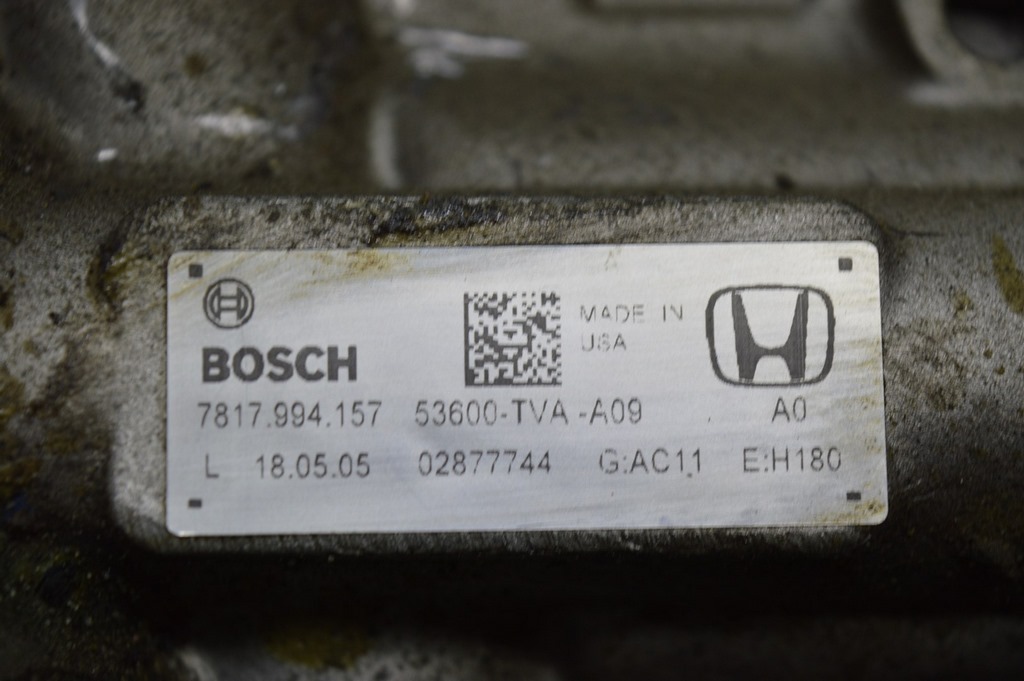 BOSCH
MADE IN
USA
7817.994.157 53600-TVA-A09 A0
L 18.05.05 02877744 G:AC11 E:H180